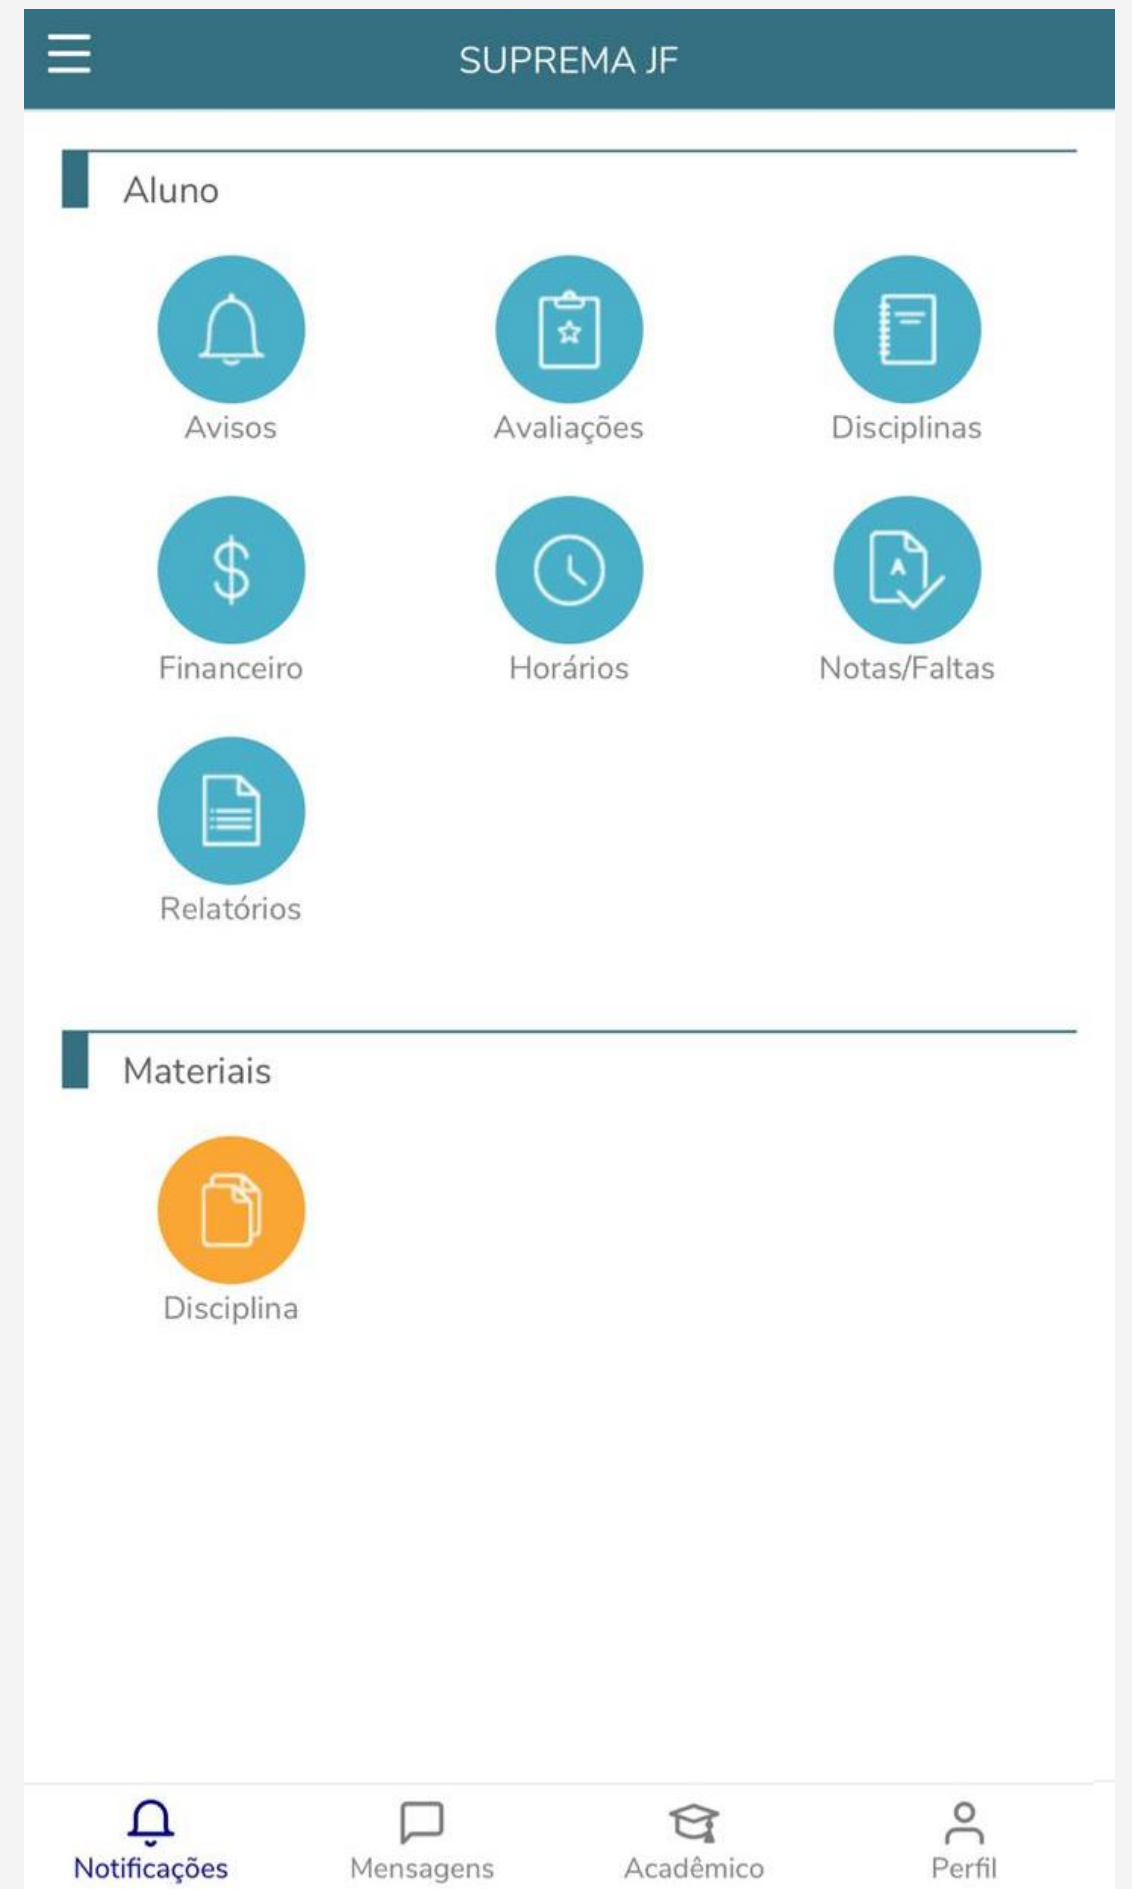 SUPREMA JF
Aluno
Avisos Avaliações Disciplinas
Financeiro Horários Notas/Faltas
A
Relatórios
Materiais
Disciplina
Notificações Mensagens Acadêmico Perfil